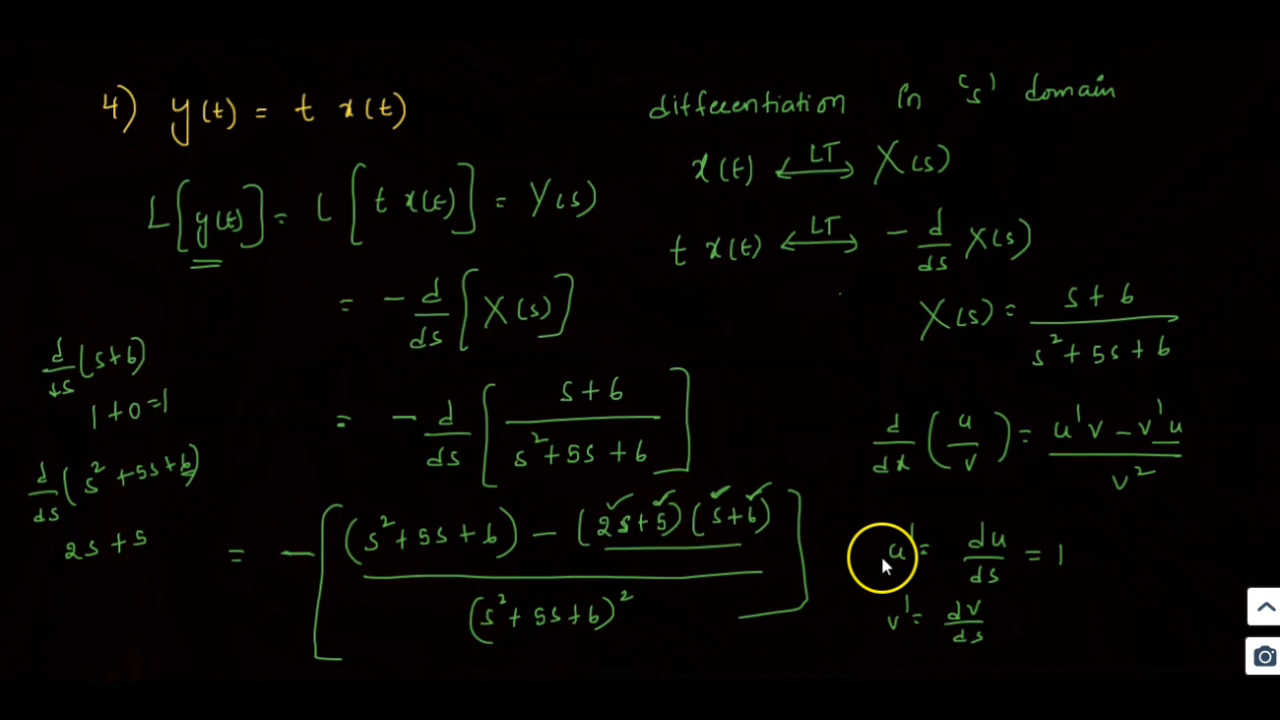 4) y(t) = t x(t)
L[y(t)] = L[t x(t)] = Y(s)
= - d/ds [X(s)]
= - d/ds [(s+6)/(s²+5s+6)]
= - [((s²+5s+6) - (2s+5)(s+6))/(s²+5s+6)²]
d/ds (s+6)
1+0=1
d/ds (s²+5s+6)
2s+5
differentiation in 's' domain
x(t) ⟷ LT X(s)
t x(t) ⟷ LT - d/ds X(s)
X(s) = (s+6)/(s²+5s+6)
d/dx (u/v) = (u'v - v'u)/v²
u' = du/ds = 1
v' = dv/ds